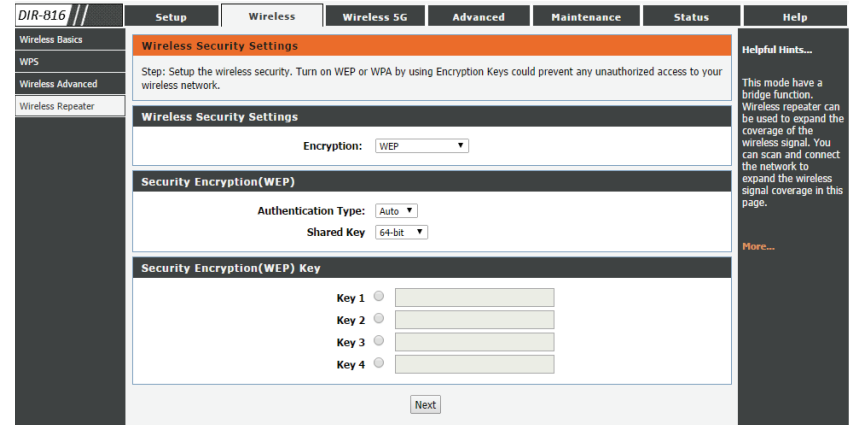 DIR-816
Setup
Wireless
Wireless 5G
Advanced
Maintenance
Status
Help
Wireless Basics
WPS
Wireless Advanced
Wireless Repeater
Wireless Security Settings
Step: Setup the wireless security. Turn on WEP or WPA by using Encryption Keys could prevent any unauthorized access to your
wireless network.
Wireless Security Settings
Encryption: WEP
Security Encryption(WEP)
Authentication Type: Auto
Shared Key 64-bit
Security Encryption(WEP) Key
Key 1
Key 2
Key 3
Key 4
Next
Helpful Hints...
This mode have a
bridge function.
Wireless repeater can
be used to expand the
coverage of the
wireless signal. You
can scan and connect
the network to
expand the wireless
signal coverage in this
page.
More...